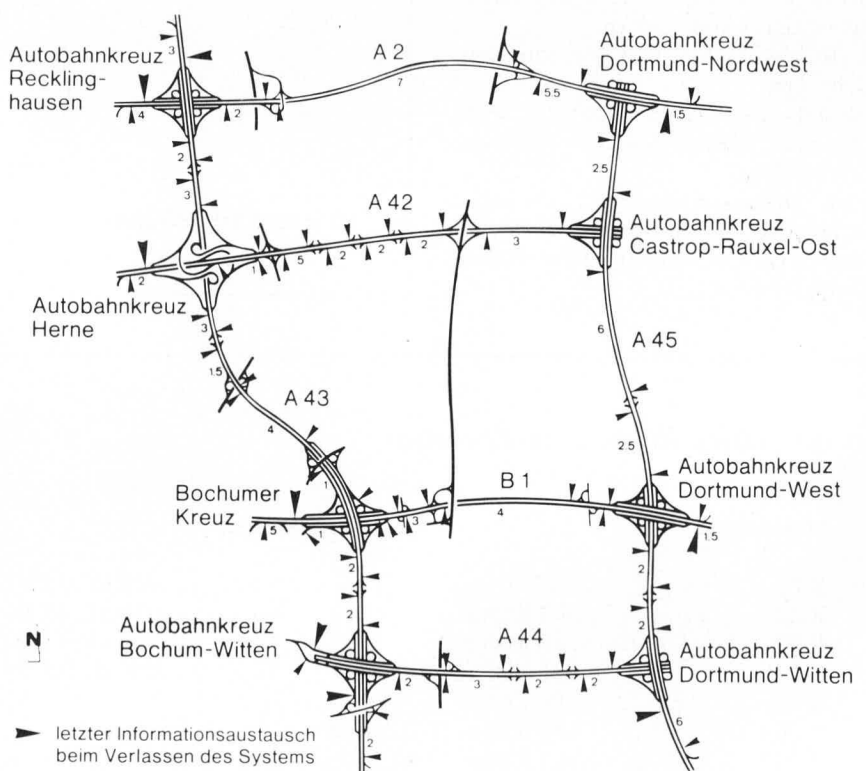 Autobahnkreuz
Reckling-
hausen
A 2
Autobahnkreuz
Dortmund-Nordwest
3
4
2
7
5.5
1.5
2
3
2.5
A 42
Autobahnkreuz
Castrop-Rauxel-Ost
2
1
5
2
2
2
3
Autobahnkreuz
Herne
3
1.5
A 43
4
6
A 45
2.5
1
Bochumer
Kreuz
B 1
Autobahnkreuz
Dortmund-West
5
1
3
4
1.5
2
2
2
2
N
Autobahnkreuz
Bochum-Witten
A 44
Autobahnkreuz
Dortmund-Witten
2
3
2
2
6
2
letzter Informationsaustausch
beim Verlassen des Systems